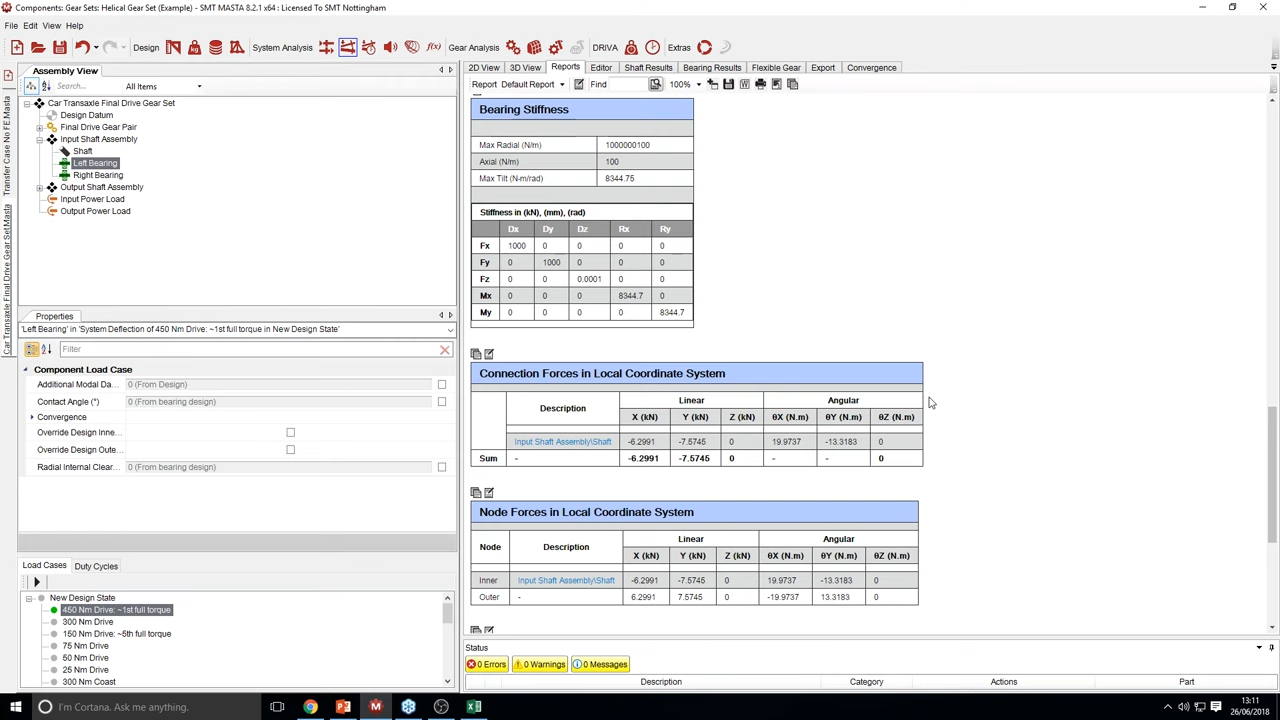 Components: Gear Sets: Helical Gear Set (Example) - SMT MASTA 8.2.1 x64 : Licensed To SMT Nottingham
File Edit View Help
Design System Analysis f(x) Gear Analysis DRIVA Extras
Assembly View
Search... All Items
Car Transaxle Final Drive Gear Set
Design Datum
Final Drive Gear Pair
Input Shaft Assembly
Shaft
Left Bearing
Right Bearing
Output Shaft Assembly
Input Power Load
Output Power Load
Transfer Case No FE.Masta
Car Transaxle Final Drive Gear Set.Masta
Properties
'Left Bearing' in 'System Deflection of 450 Nm Drive: ~1st full torque in New Design State'
Filter
Component Load Case
Additional Modal Da... 0 (From Design)
Contact Angle (°) 0 (From bearing design)
Convergence
Override Design Inne...
Override Design Oute...
Radial Internal Clear... 0 (From bearing design)
Load Cases Duty Cycles
New Design State
450 Nm Drive: ~1st full torque
300 Nm Drive
150 Nm Drive: ~5th full torque
75 Nm Drive
50 Nm Drive
25 Nm Drive
300 Nm Coast
2D View 3D View Reports Editor Shaft Results Bearing Results Flexible Gear Export Convergence
Report Default Report Find 100%
Bearing Stiffness
Max Radial (N/m) 1000000100
Axial (N/m) 100
Max Tilt (N-m/rad) 8344.75
Stiffness in (kN), (mm), (rad)
Dx Dy Dz Rx Ry
Fx 1000 0 0 0 0
Fy 0 1000 0 0 0
Fz 0 0 0.0001 0 0
Mx 0 0 0 8344.7 0
My 0 0 0 0 8344.7
Connection Forces in Local Coordinate System
Description Linear Angular
X (kN) Y (kN) Z (kN) θX (N.m) θY (N.m) θZ (N.m)
Input Shaft Assembly\Shaft -6.2991 -7.5745 0 19.9737 -13.3183 0
Sum - -6.2991 -7.5745 0 - - 0
Node Forces in Local Coordinate System
Node Description Linear Angular
X (kN) Y (kN) Z (kN) θX (N.m) θY (N.m) θZ (N.m)
Inner Input Shaft Assembly\Shaft -6.2991 -7.5745 0 19.9737 -13.3183 0
Outer - 6.2991 7.5745 0 -19.9737 13.3183 0
Status
0 Errors 0 Warnings 0 Messages
Description Category Actions Part
I'm Cortana. Ask me anything.
13:11
26/06/2018